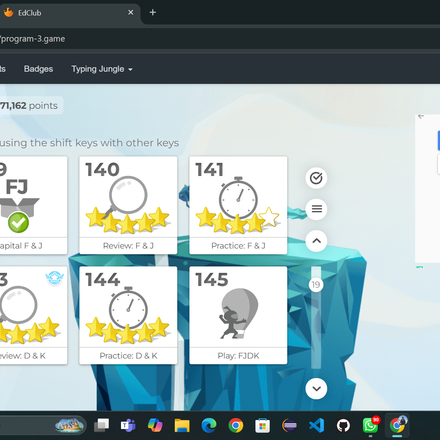 EdClub
/program-3.game
ts Badges Typing Jungle
71,162 points
using the shift keys with other keys
9 140 141
FJ
apital F & J Review: F & J Practice: F & J
3 144 145
19
eview: D & K Practice: D & K Play: FJDK